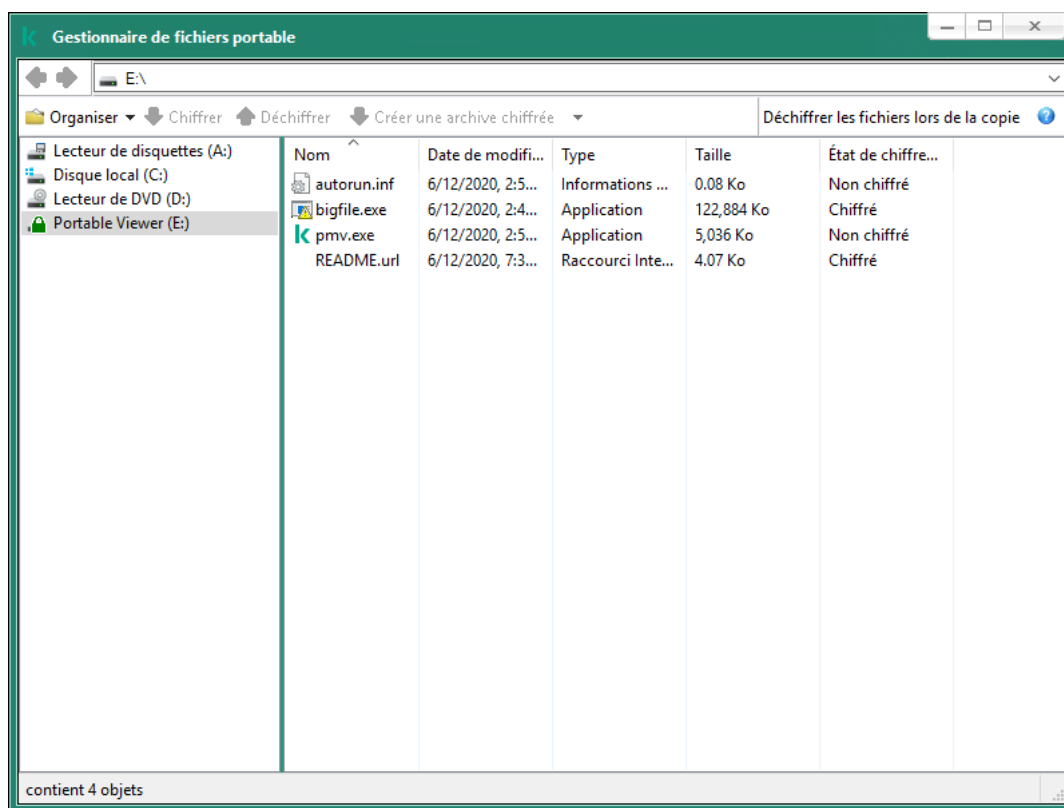 Gestionnaire de fichiers portable
E:\
Organiser Chiffrer Déchiffrer Créer une archive chiffrée Déchiffrer les fichiers lors de la copie
Lecteur de disquettes (A:)
Disque local (C:)
Lecteur de DVD (D:)
Portable Viewer (E:)
Nom Date de modifi... Type Taille État de chiffre...
autorun.inf 6/12/2020, 2:5... Informations ... 0.08 Ko Non chiffré
bigfile.exe 6/12/2020, 2:4... Application 122,884 Ko Chiffré
pmv.exe 6/12/2020, 2:5... Application 5,036 Ko Non chiffré
README.url 6/12/2020, 7:3... Raccourci Inte... 4.07 Ko Chiffré
contient 4 objets